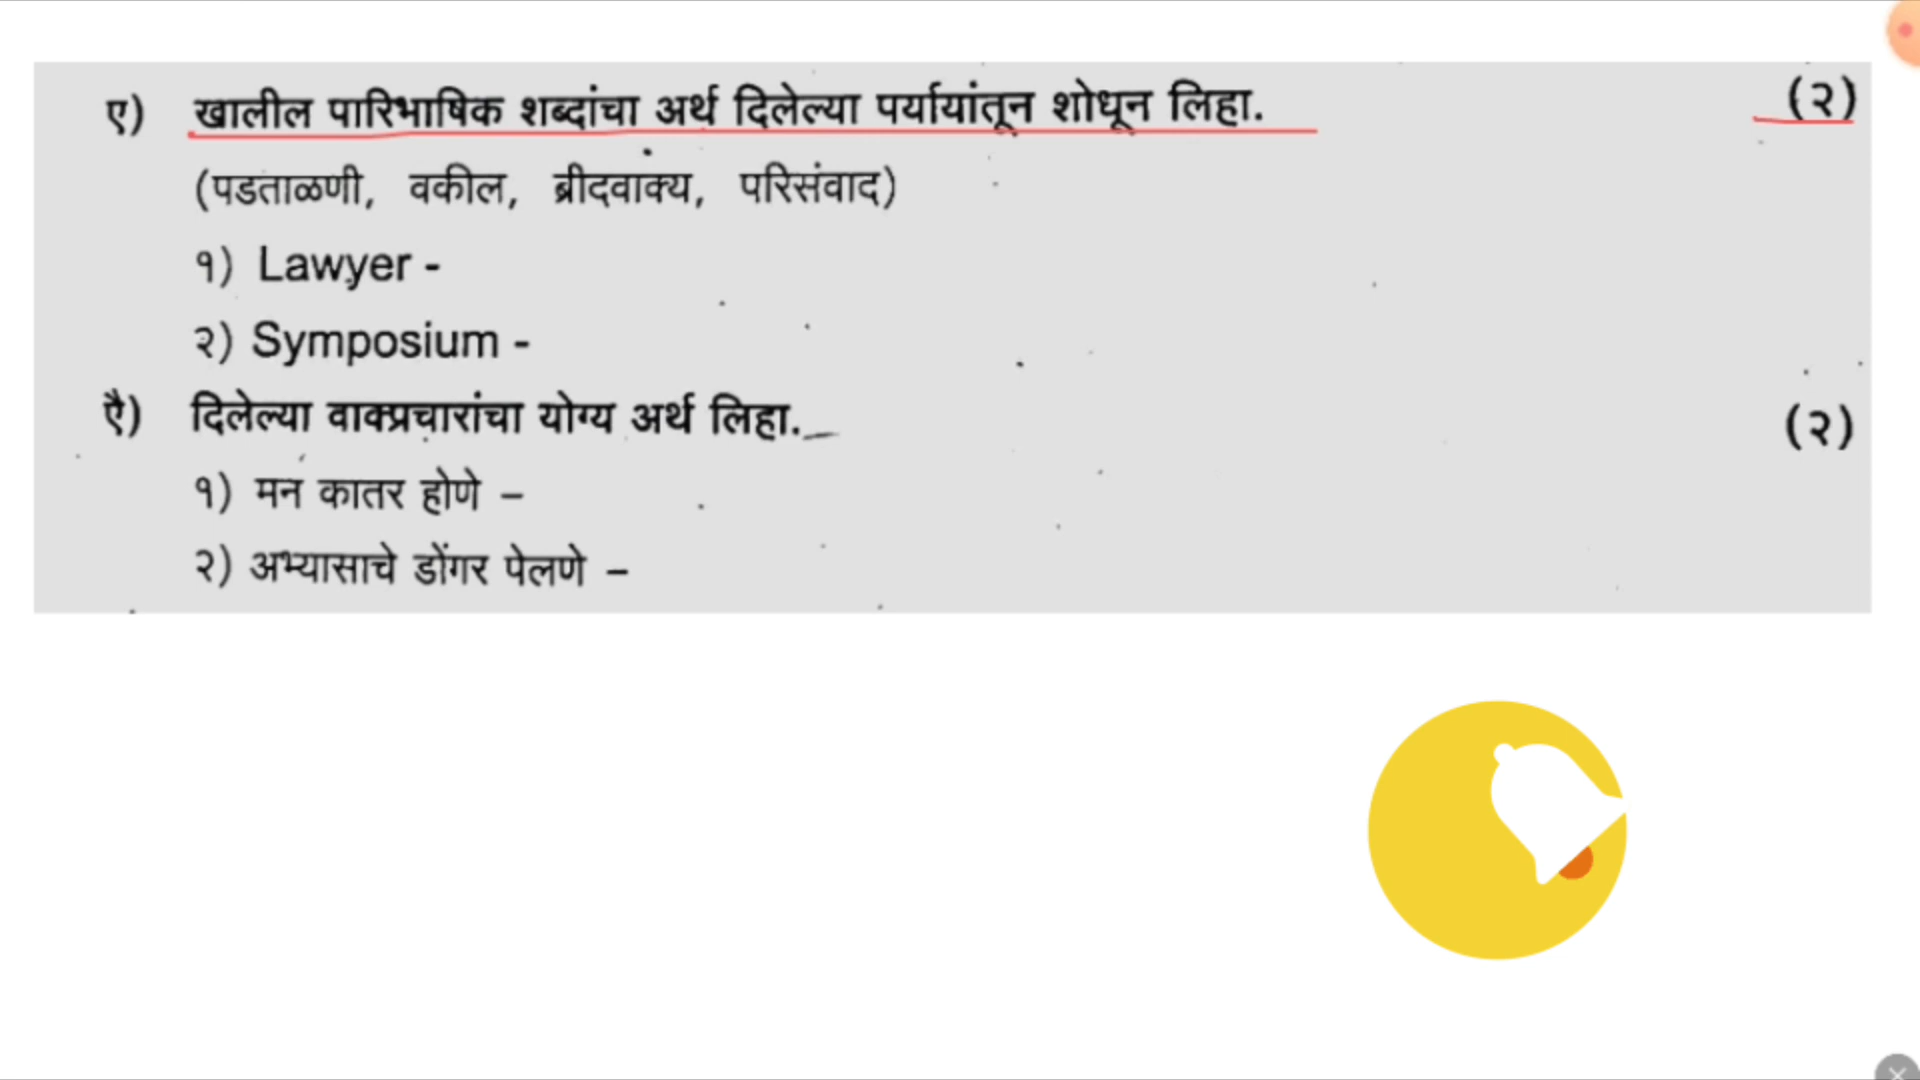 ए) खालील पारिभाषिक शब्दांचा अर्थ दिलेल्या पर्यायांतून शोधून लिहा. (२)
(पडताळणी, वकील, ब्रीदवाक्य, परिसंवाद)
१) Lawyer -
२) Symposium -
ऐ) दिलेल्या वाक्प्रचारांचा योग्य अर्थ लिहा. (२)
१) मन कातर होणे –
२) अभ्यासाचे डोंगर पेलणे –